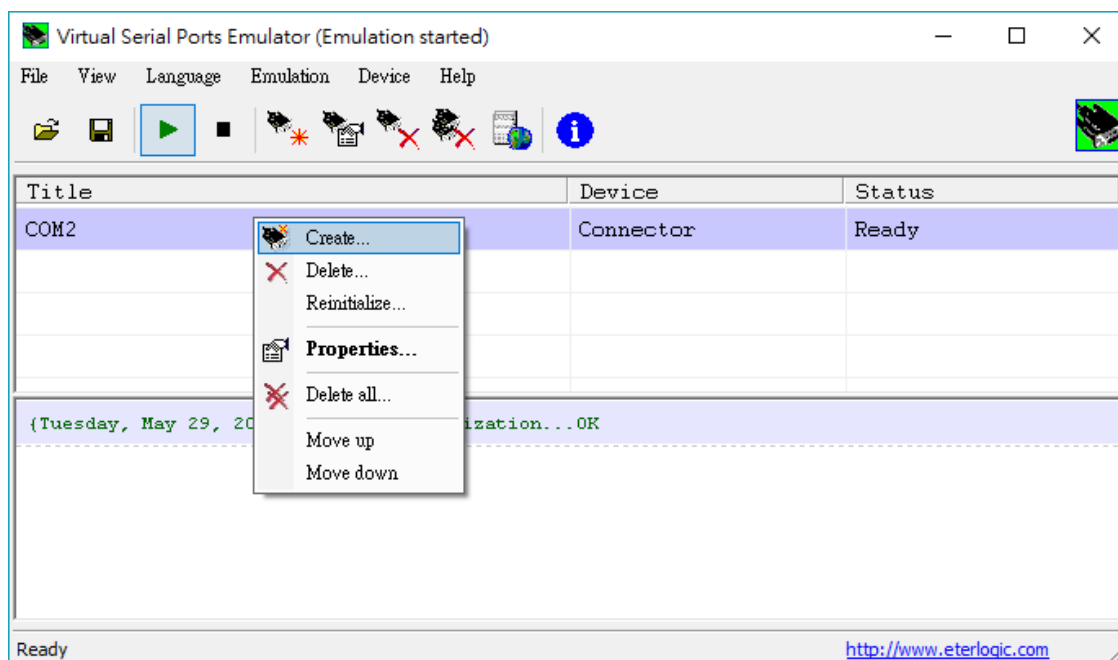 Virtual Serial Ports Emulator (Emulation started)
File View Language Emulation Device Help
Title Device Status
COM2 Connector Ready
Create...
Delete...
Reinitialize...
Properties...
Delete all...
Move up
Move down
{Tuesday, May 29, 20 ization...OK
Ready http://www.eterlogic.com